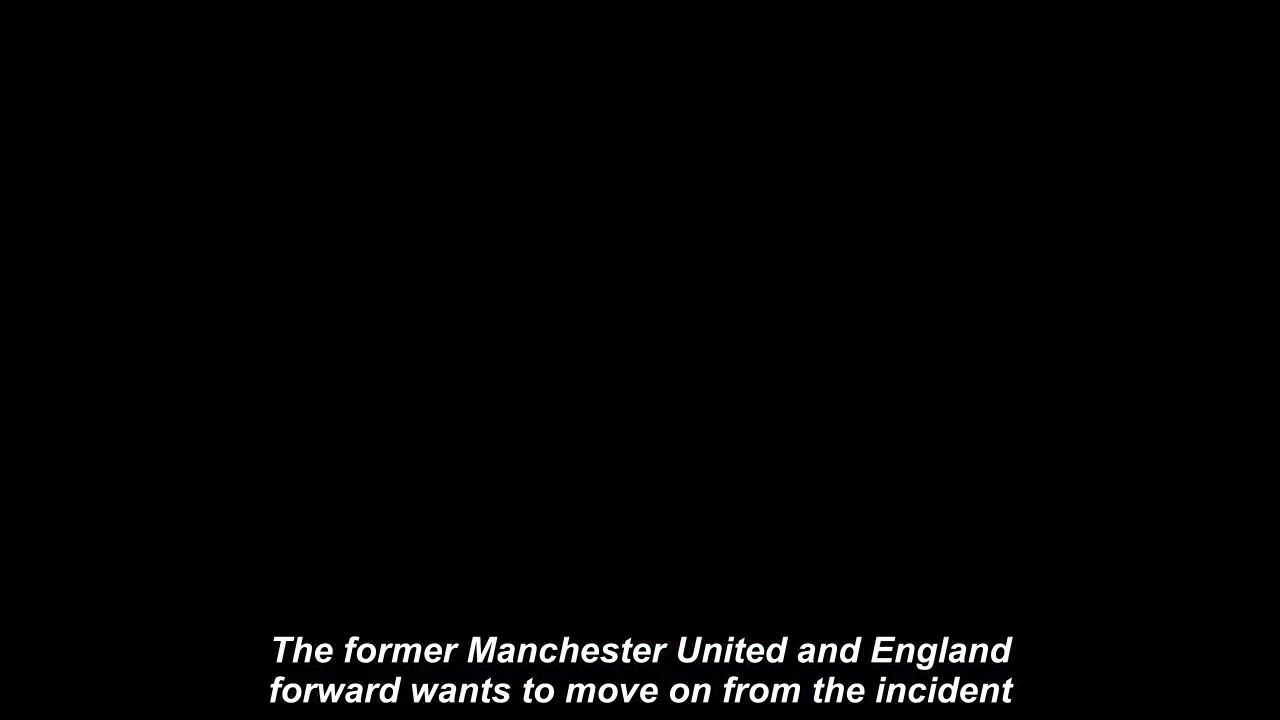 The former Manchester United and England
forward wants to move on from the incident